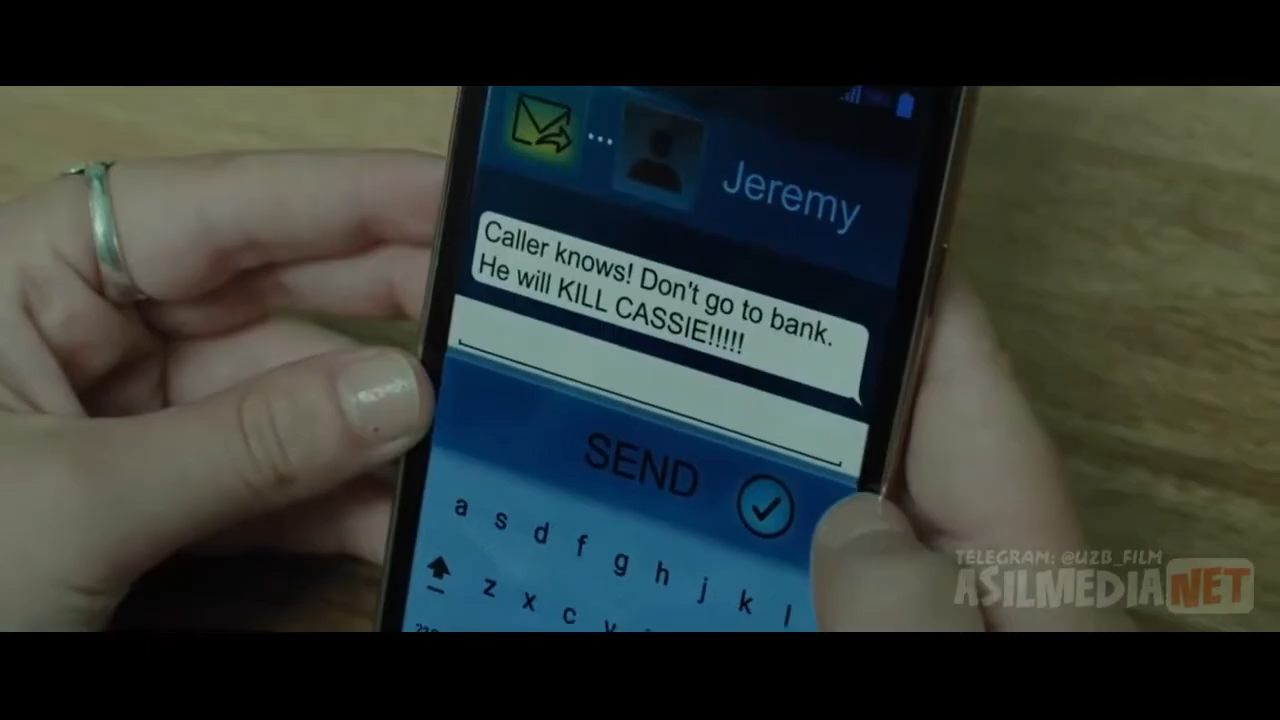 Jeremy
Caller knows! Don't go to bank.
He will KILL CASSIE!!!!!
SEND
a s d f g h j k l
z x c v
TELEGRAM: @UZB_FILM
ASILMEDIA NET